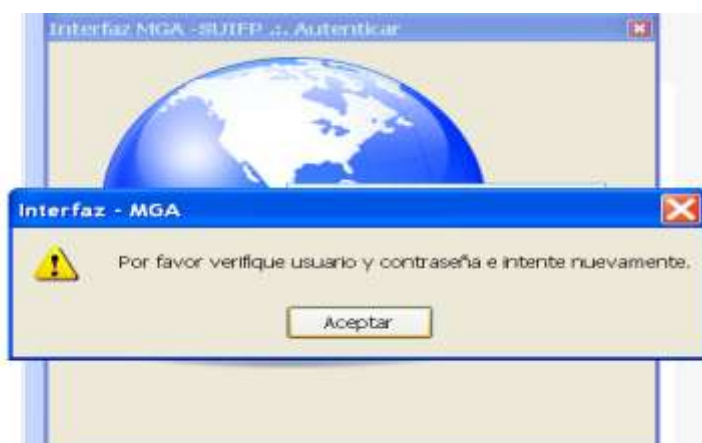 Interfaz MGA -SUIFP .:. Autenticar
Interfaz - MGA
Por favor verifique usuario y contraseña e intente nuevamente.
Aceptar